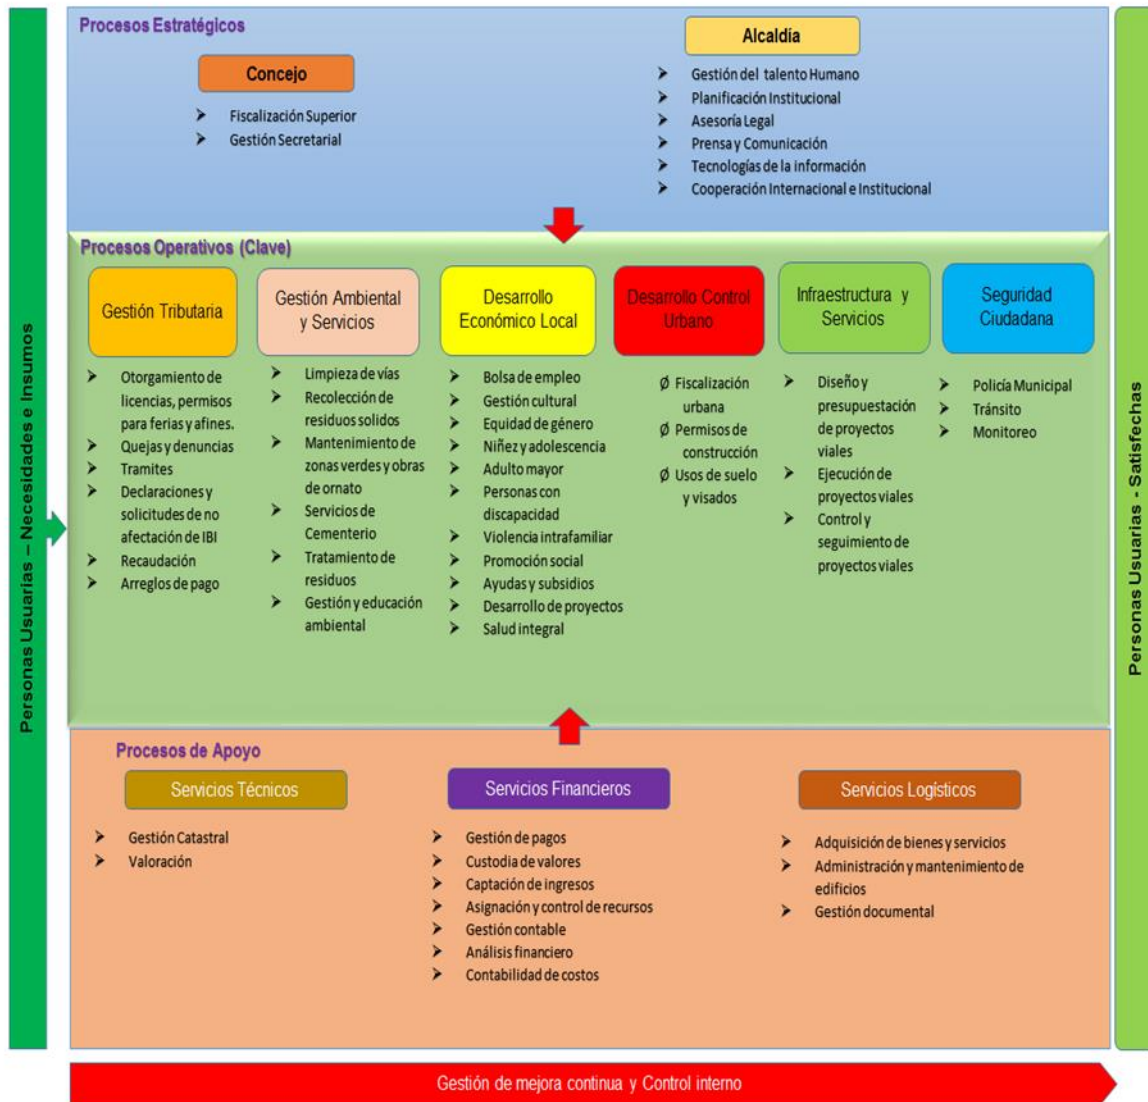 Procesos Estratégicos
Concejo
➢ Fiscalización Superior
➢ Gestión Secretarial
Alcaldía
➢ Gestión del talento Humano
➢ Planificación Institucional
➢ Asesoría Legal
➢ Prensa y Comunicación
➢ Tecnologías de la información
➢ Cooperación Internacional e Institucional
Personas Usuarias – Necesidades e Insumos
Procesos Operativos (Clave)
Gestión Tributaria
➢ Otorgamiento de
licencias, permisos
para ferias y afines.
➢ Quejas y denuncias
➢ Tramites
➢ Declaraciones y
solicitudes de no
afectación de IBI
➢ Recaudación
➢ Arreglos de pago
Gestión Ambiental
y Servicios
➢ Limpieza de vías
➢ Recolección de
residuos solidos
➢ Mantenimiento de
zonas verdes y obras
de ornato
➢ Servicios de
Cementerio
➢ Tratamiento de
residuos
➢ Gestión y educación
ambiental
Desarrollo
Económico Local
➢ Bolsa de empleo
➢ Gestión cultural
➢ Equidad de género
➢ Niñez y adolescencia
➢ Adulto mayor
➢ Personas con
discapacidad
➢ Violencia intrafamiliar
➢ Promoción social
➢ Ayudas y subsidios
➢ Desarrollo de proyectos
➢ Salud integral
Desarrollo Control
Urbano
Ø Fiscalización
urbana
Ø Permisos de
construcción
Ø Usos de suelo
y visados
Infraestructura y
Servicios
➢ Diseño y
presupuestación
de proyectos
viales
➢ Ejecución de
proyectos viales
➢ Control y
seguimiento de
proyectos viales
Seguridad
Ciudadana
➢ Policía Municipal
➢ Tránsito
➢ Monitoreo
Personas Usuarias - Satisfechas
Procesos de Apoyo
Servicios Técnicos
➢ Gestión Catastral
➢ Valoración
Servicios Financieros
➢ Gestión de pagos
➢ Custodia de valores
➢ Captación de ingresos
➢ Asignación y control de recursos
➢ Gestión contable
➢ Análisis financiero
➢ Contabilidad de costos
Servicios Logísticos
➢ Adquisición de bienes y servicios
➢ Administración y mantenimiento de
edificios
➢ Gestión documental
Gestión de mejora continua y Control interno